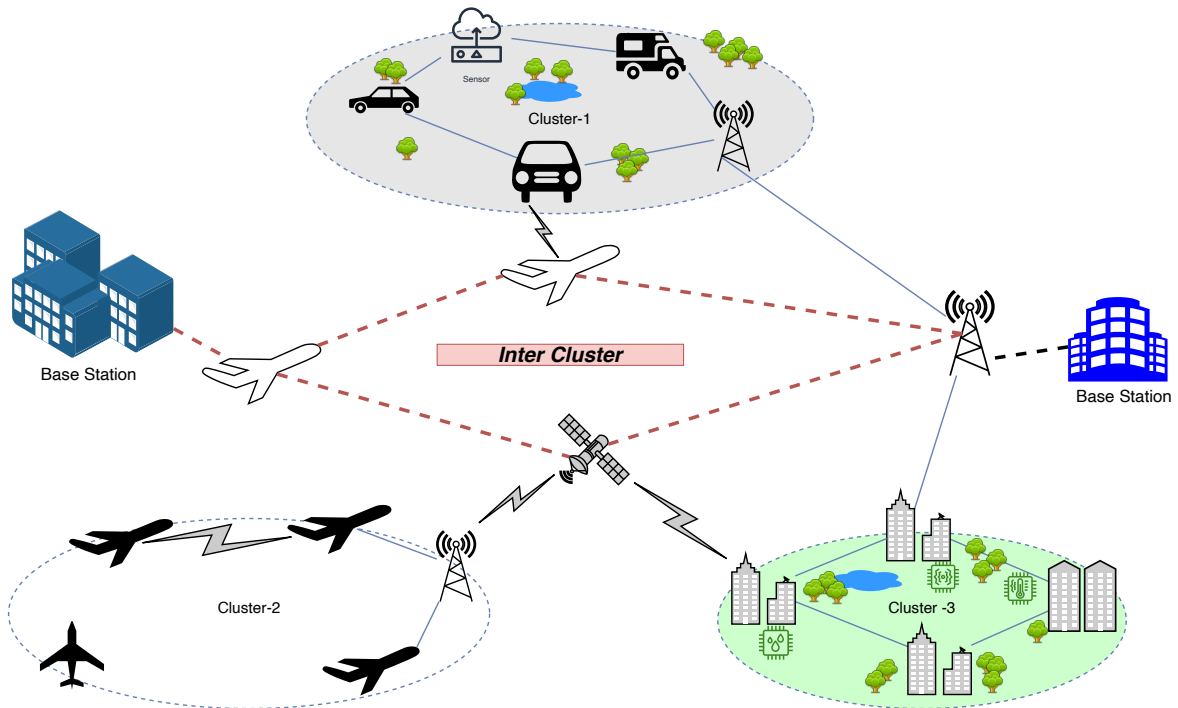 Sensor
Cluster-1
Base Station
Inter Cluster
Base Station
Cluster-2
Cluster -3